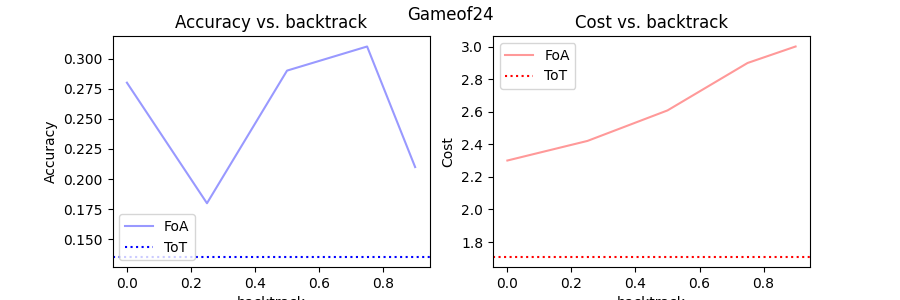 Gameof24
Accuracy vs. backtrack
Accuracy
0.300
0.275
0.250
0.225
0.200
0.175
0.150
FoA
ToT
0.0 0.2 0.4 0.6 0.8
backtrack
Cost vs. backtrack
Cost
3.0
2.8
2.6
2.4
2.2
2.0
1.8
FoA
ToT
0.0 0.2 0.4 0.6 0.8
backtrack